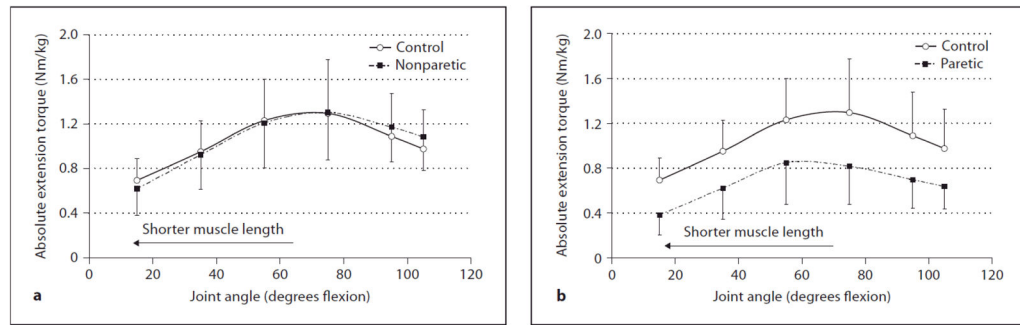 2.0
1.6
1.2
0.8
0.4
0
Absolute extension torque (Nm/kg)
Control
Nonparetic
Shorter muscle length
0 20 40 60 80 100 120
a
Joint angle (degrees flexion)
2.0
1.6
1.2
0.8
0.4
0
Absolute extension torque (Nm/kg)
Control
Paretic
Shorter muscle length
0 20 40 60 80 100 120
b
Joint angle (degrees flexion)